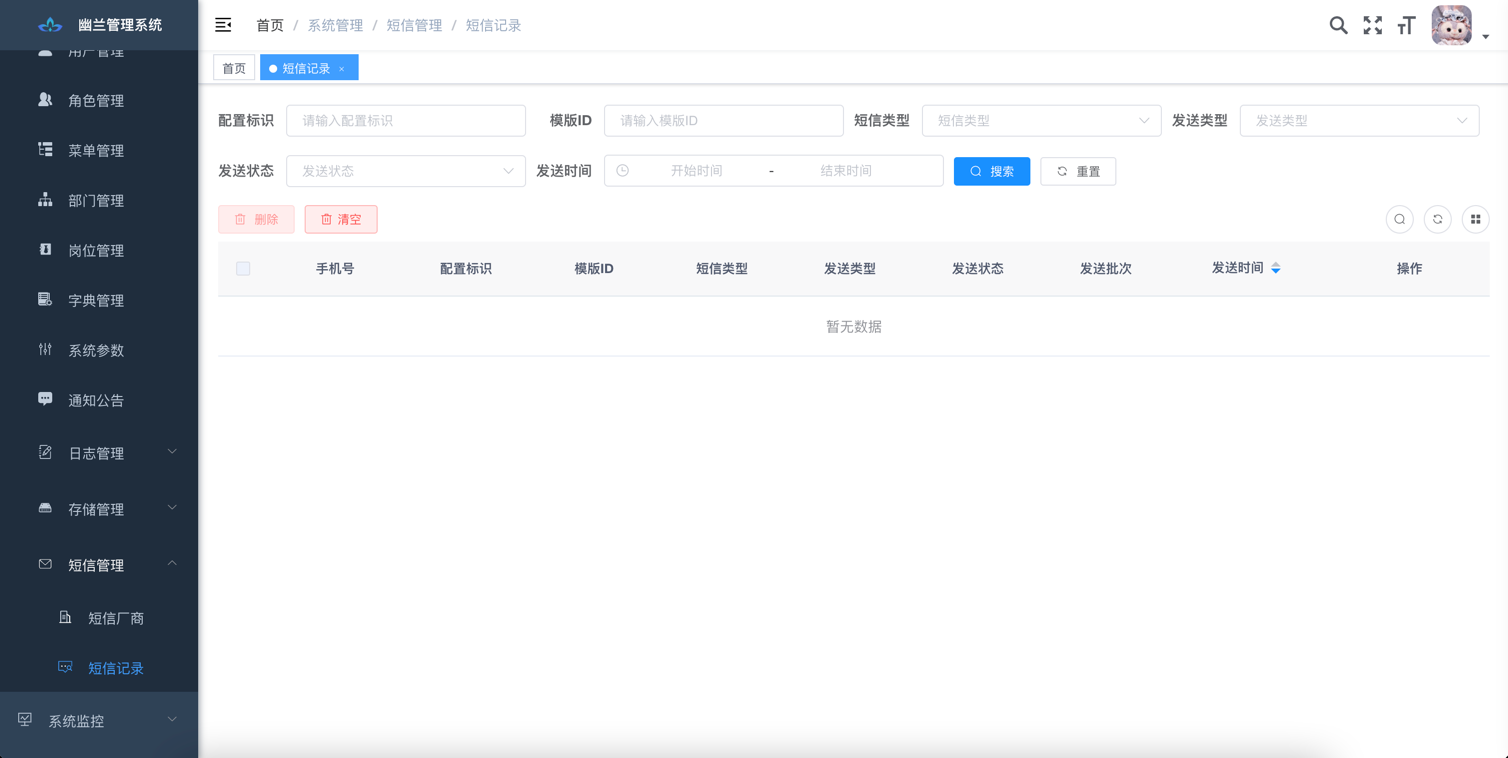 幽兰管理系统
用户管理
角色管理
菜单管理
部门管理
岗位管理
字典管理
系统参数
通知公告
日志管理
存储管理
短信管理
短信厂商
短信记录
系统监控
首页 / 系统管理 / 短信管理 / 短信记录
首页 短信记录 ×
配置标识 请输入配置标识 模版ID 请输入模版ID 短信类型 短信类型 发送类型 发送类型
发送状态 发送状态 发送时间 开始时间 - 结束时间 搜索 重置
删除 清空
手机号 配置标识 模版ID 短信类型 发送类型 发送状态 发送批次 发送时间 操作
暂无数据